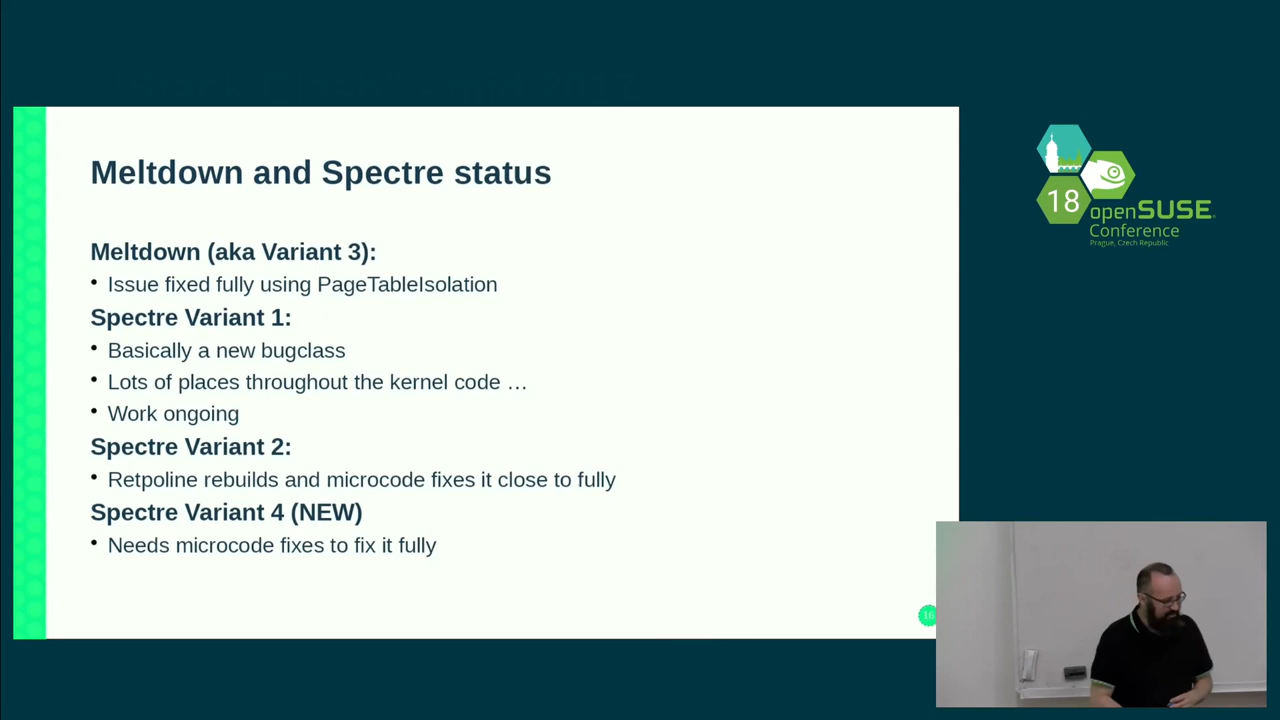 Meltdown and Spectre status
Meltdown (aka Variant 3):
• Issue fixed fully using PageTableIsolation
Spectre Variant 1:
• Basically a new bugclass
• Lots of places throughout the kernel code …
• Work ongoing
Spectre Variant 2:
• Retpoline rebuilds and microcode fixes it close to fully
Spectre Variant 4 (NEW)
• Needs microcode fixes to fix it fully
16
18
openSUSE
Conference
Prague, Czech Republic